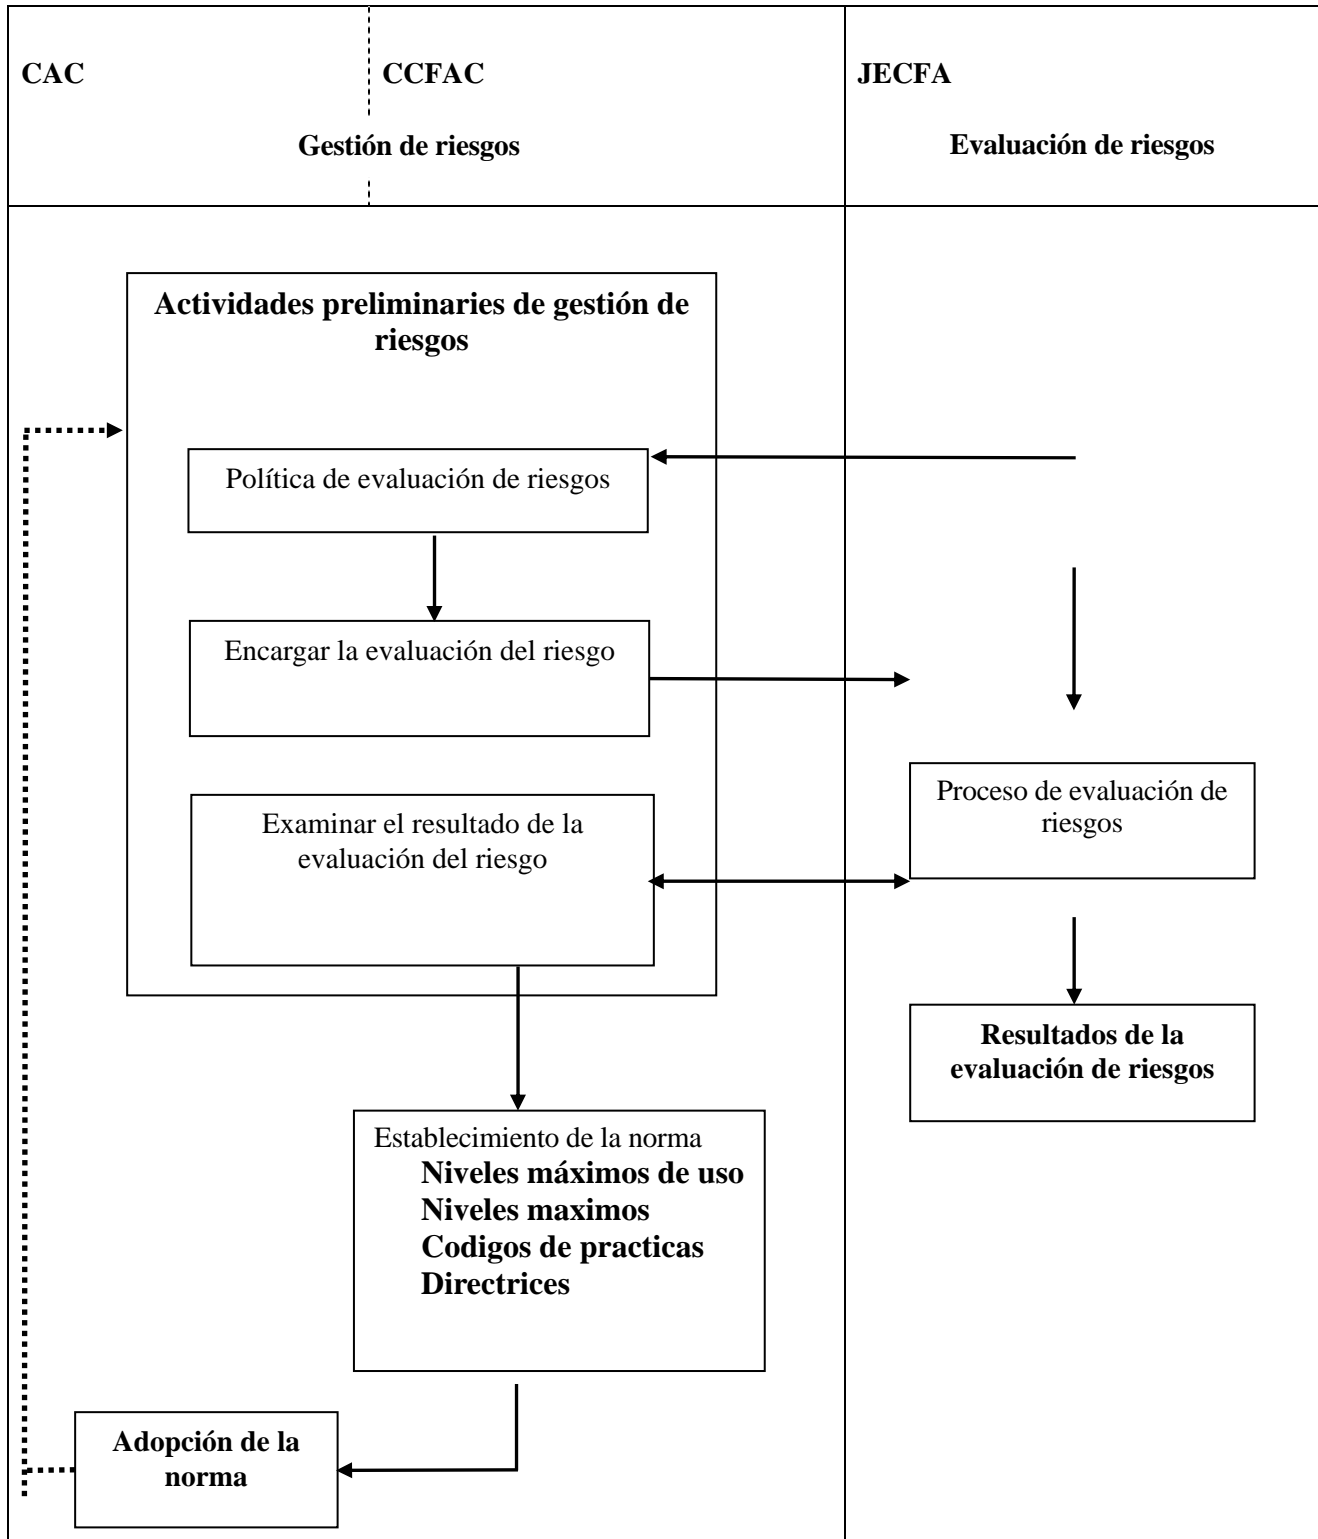 CAC
CCFAC
JECFA
Gestión de riesgos
Evaluación de riesgos
Actividades preliminaries de gestión de
riesgos
Política de evaluación de riesgos
Encargar la evaluación del riesgo
Examinar el resultado de la
evaluación del riesgo
Proceso de evaluación de
riesgos
Resultados de la
evaluación de riesgos
Establecimiento de la norma
Niveles máximos de uso
Niveles maximos
Codigos de practicas
Directrices
Adopción de la
norma